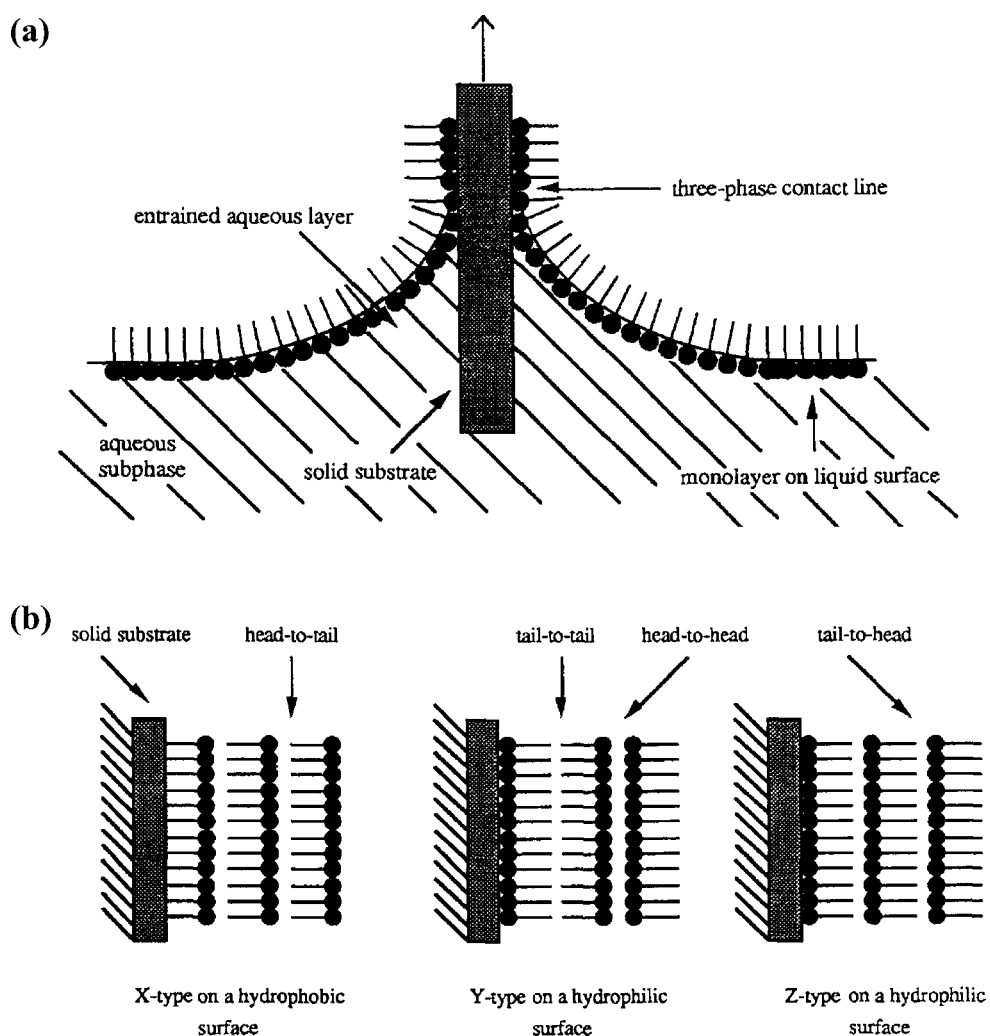 (a)
three-phase contact line
entrained aqueous layer
aqueous
subphase
solid substrate
monolayer on liquid surface
(b)
solid substrate
head-to-tail
tail-to-tail
head-to-head
tail-to-head
X-type on a hydrophobic
surface
Y-type on a hydrophilic
surface
Z-type on a hydrophilic
surface